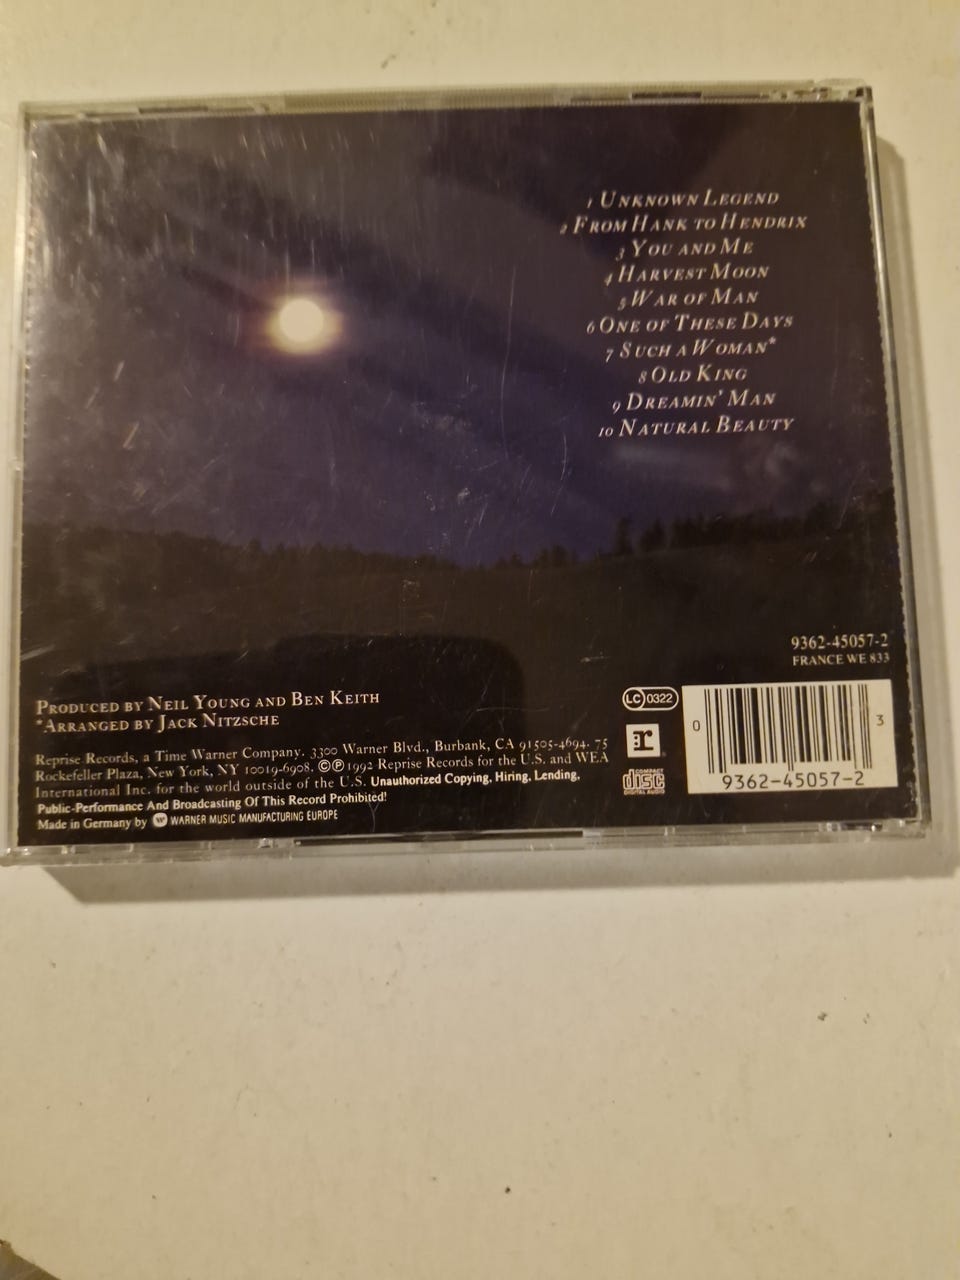 1 UNKNOWN LEGEND
2 FROM HANK TO HENDRIX
3 YOU AND ME
4 HARVEST MOON
5 WAR OF MAN
6 ONE OF THESE DAYS
7 SUCH A WOMAN*
8 OLD KING
9 DREAMIN' MAN
10 NATURAL BEAUTY
9362-45057-2
FRANCE WE 833
PRODUCED BY NEIL YOUNG AND BEN KEITH
*ARRANGED BY JACK NITZSCHE
Reprise Records, a Time Warner Company. 3300 Warner Blvd., Burbank, CA 91505-4694. 75
Rockefeller Plaza, New York, NY 10019-6908. ©℗ 1992 Reprise Records for the U.S. and WEA
International Inc. for the world outside of the U.S. Unauthorized Copying, Hiring, Lending,
Public-Performance And Broadcasting Of This Record Prohibited!
Made in Germany by WARNER MUSIC MANUFACTURING EUROPE
LC 0322
r
COMPACT
disc
DIGITAL AUDIO
0 3
9362-45057-2